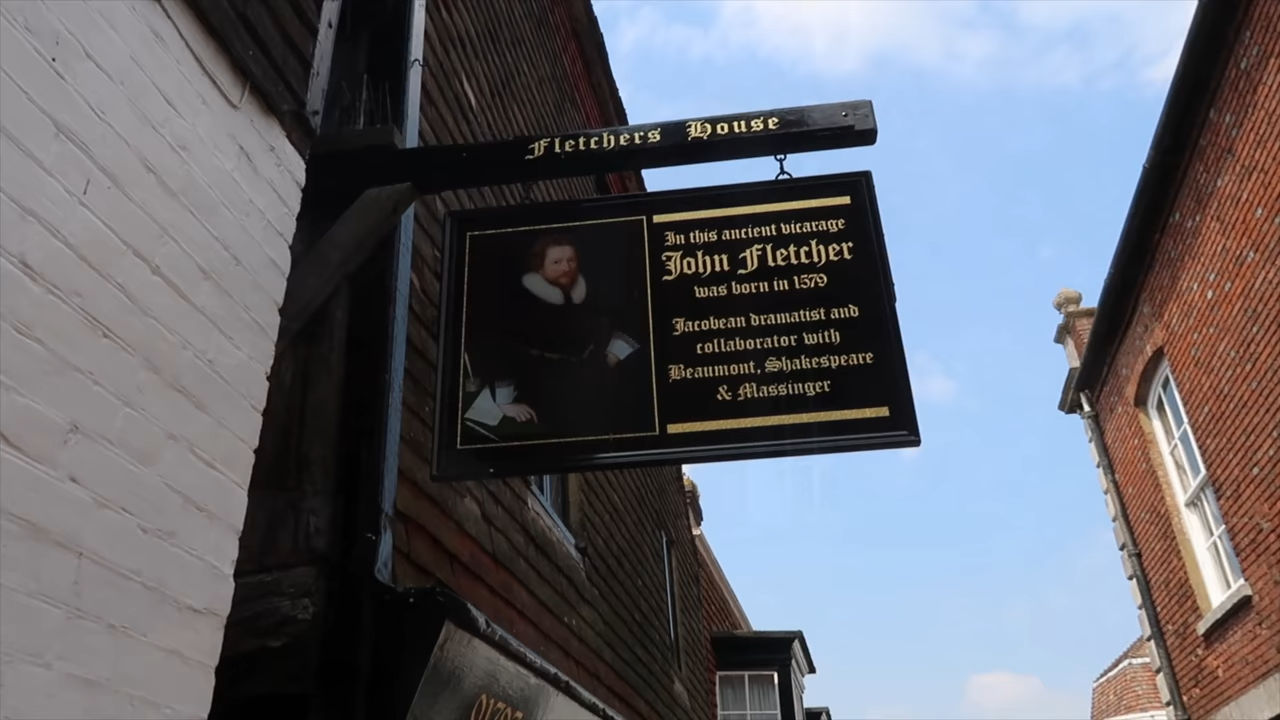 Fletchers House
In this ancient vicarage
John Fletcher
was born in 1579
Jacobean dramatist and
collaborator with
Beaumont, Shakespeare
& Massinger
01797